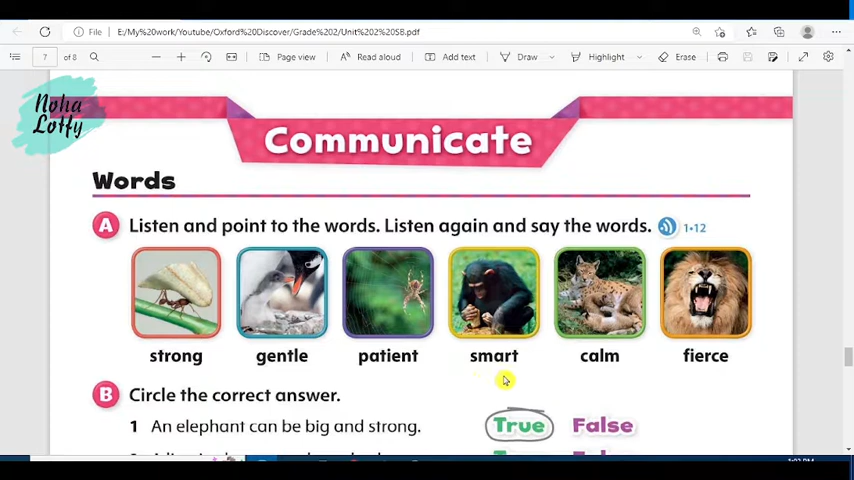 File
E:/My%20work/Youtube/Oxford%20Discover/Grade%202/Unit%202%20SB.pdf
7 of 8
Page view
Read aloud
Add text
Draw
Highlight
Erase
Noha
Lotfy
Communicate
Words
A Listen and point to the words. Listen again and say the words. 1•12
strong gentle patient smart calm fierce
B Circle the correct answer.
1 An elephant can be big and strong. True False